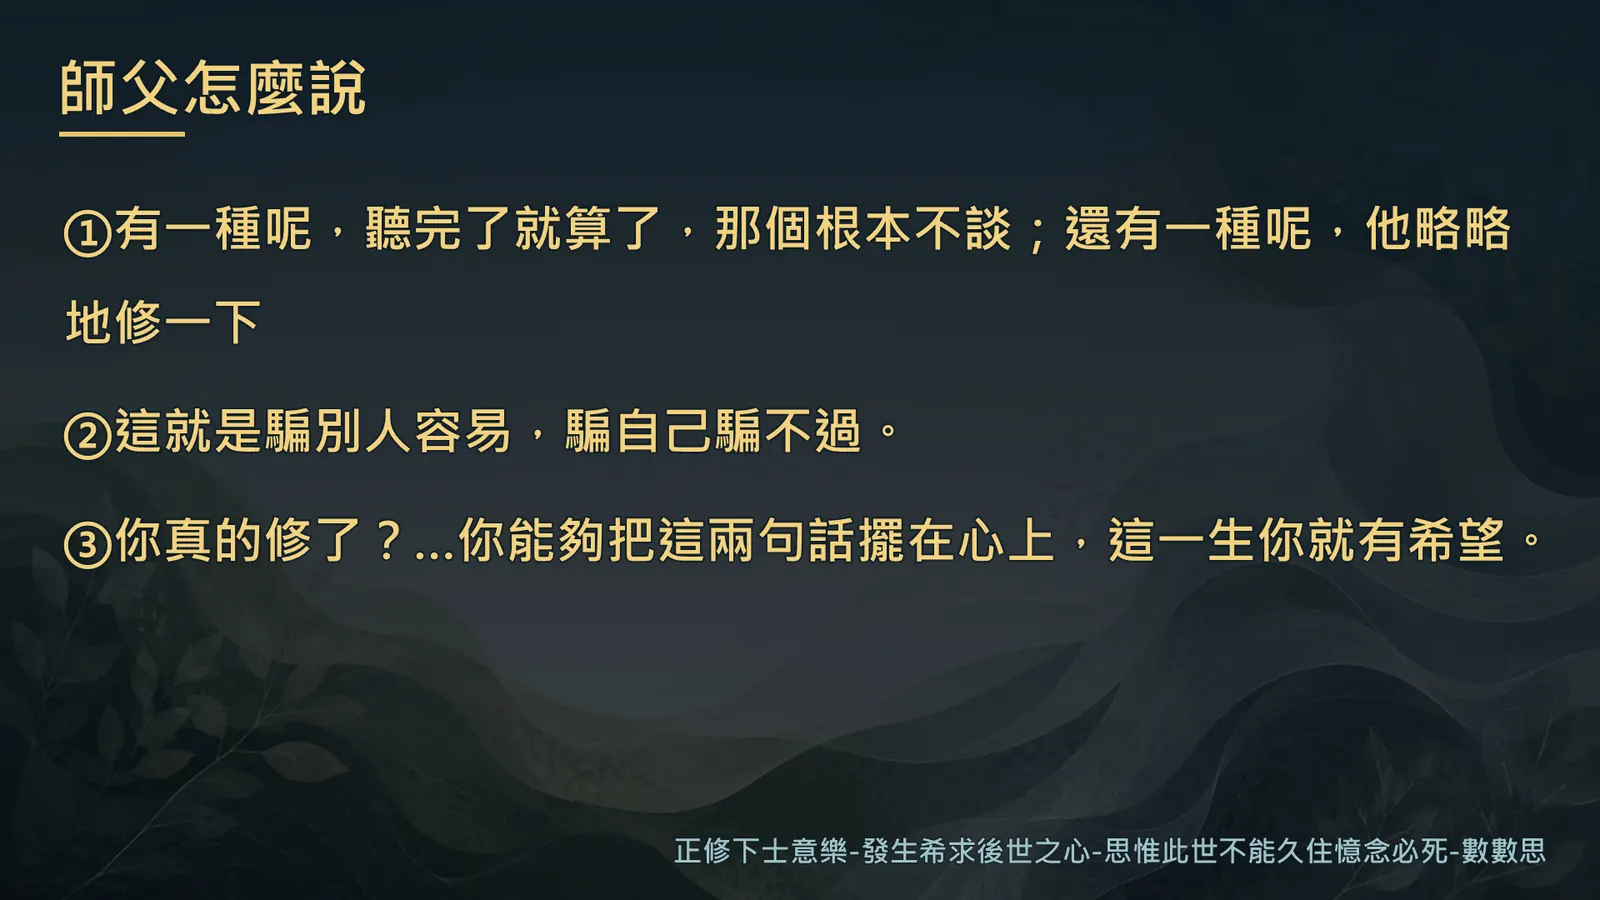 師父怎麼說
①有一種呢，聽完了就算了，那個根本不談；還有一種呢，他略略
地修一下
②這就是騙別人容易，騙自己騙不過。
③你真的修了？…你能夠把這兩句話擺在心上，這一生你就有希望。
正修下士意樂-發生希求後世之心-思惟此世不能久住憶念必死-數數思